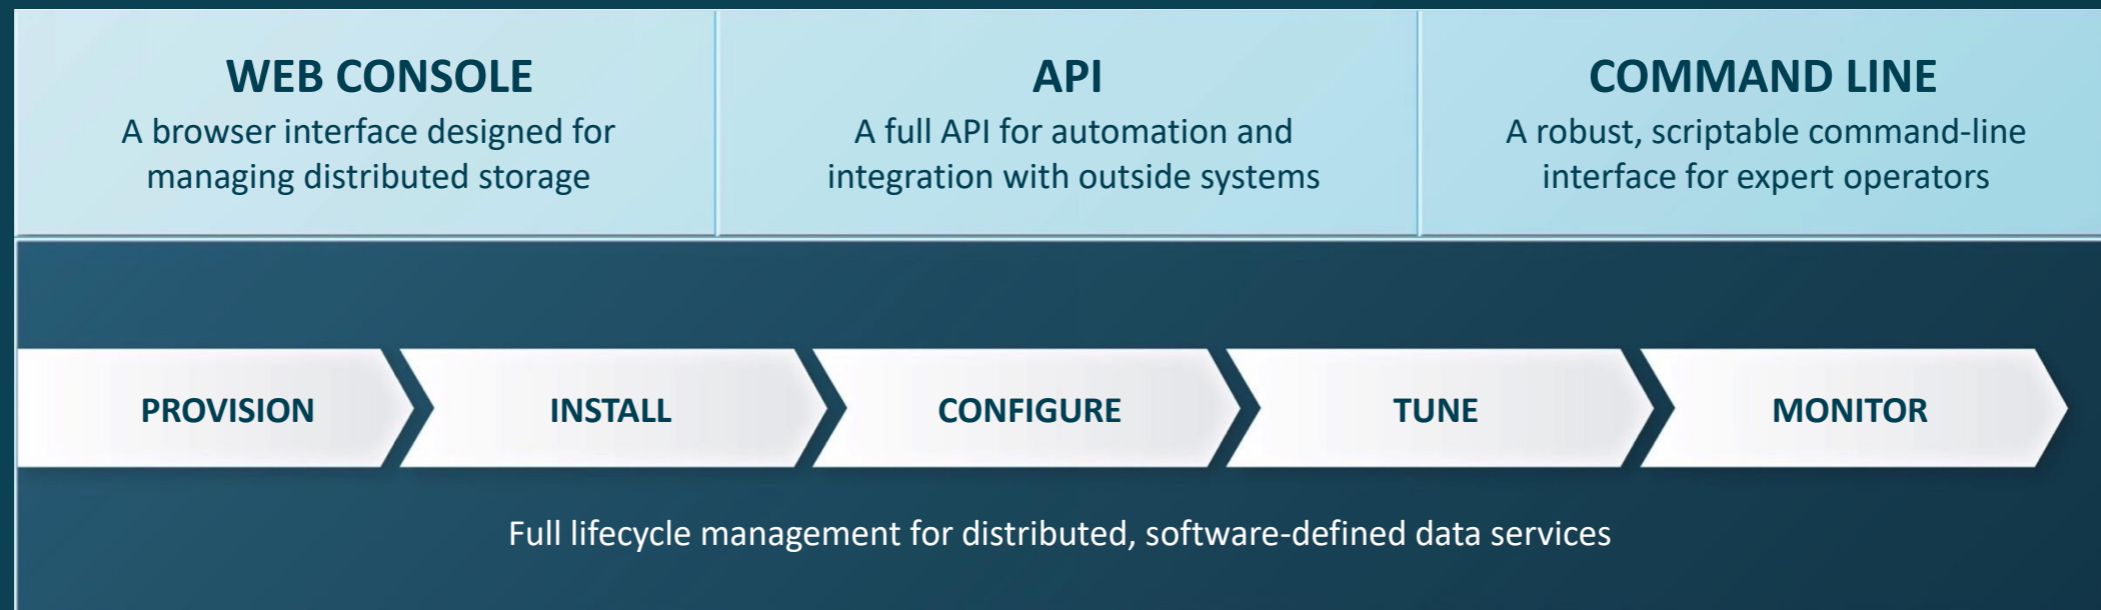 WEB CONSOLE
A browser interface designed for
managing distributed storage
API
A full API for automation and
integration with outside systems
COMMAND LINE
A robust, scriptable command-line
interface for expert operators
PROVISION
INSTALL
CONFIGURE
TUNE
MONITOR
Full lifecycle management for distributed, software-defined data services